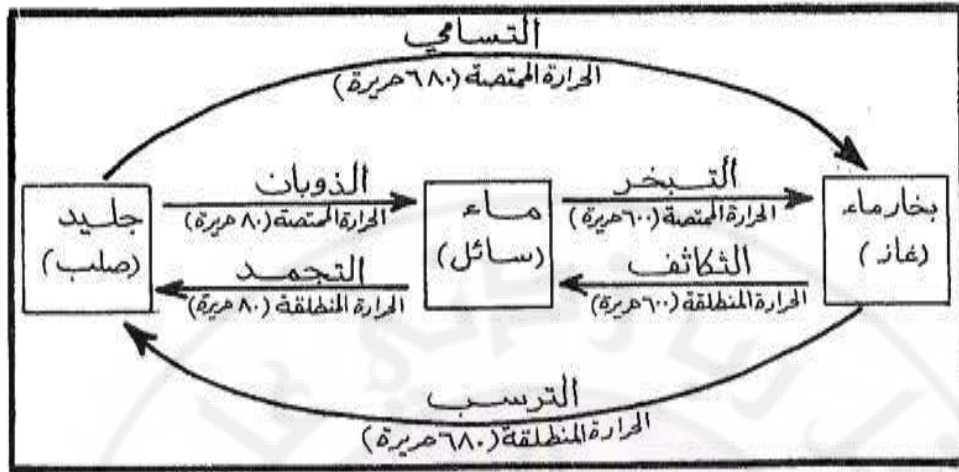 التسامي
الحرارة الممتصة (٦٨٠ حريرة)
الذوبان
الحرارة الممتصة (٨٠ حريرة)
التبخر
الحرارة الممتصة (٦٠٠ حريرة)
جليد
(صلب)
ماء
(سائل)
بخار ماء
(غاز)
التجمد
الحرارة المنطلقة (٨٠ حريرة)
التكاثف
الحرارة المنطلقة (٦٠٠ حريرة)
الترسب
الحرارة المنطلقة (٦٨٠ حريرة)